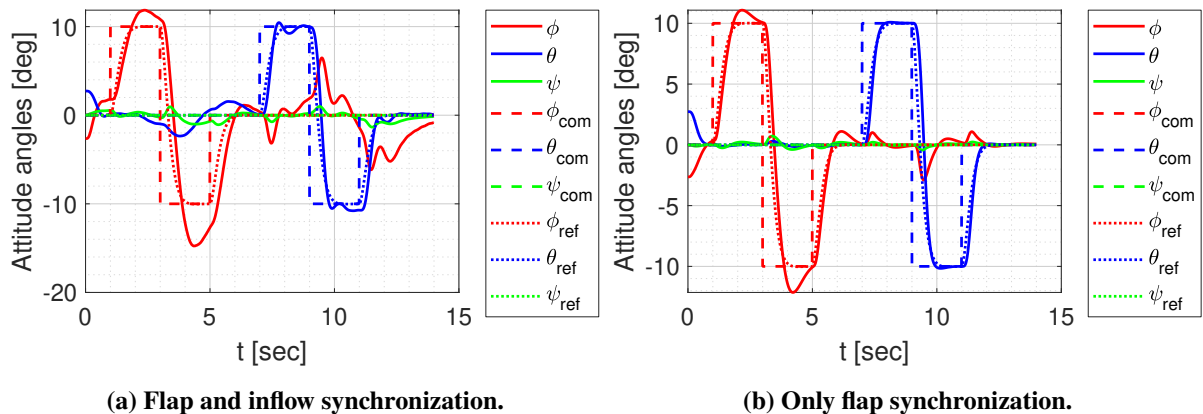 Attitude angles [deg]
10
0
-10
-20
0
5
10
15
t [sec]
ϕ
θ
ψ
ϕcom
θcom
ψcom
ϕref
θref
ψref
(a) Flap and inflow synchronization.
Attitude angles [deg]
10
5
0
-5
-10
0
5
10
15
t [sec]
ϕ
θ
ψ
ϕcom
θcom
ψcom
ϕref
θref
ψref
(b) Only flap synchronization.